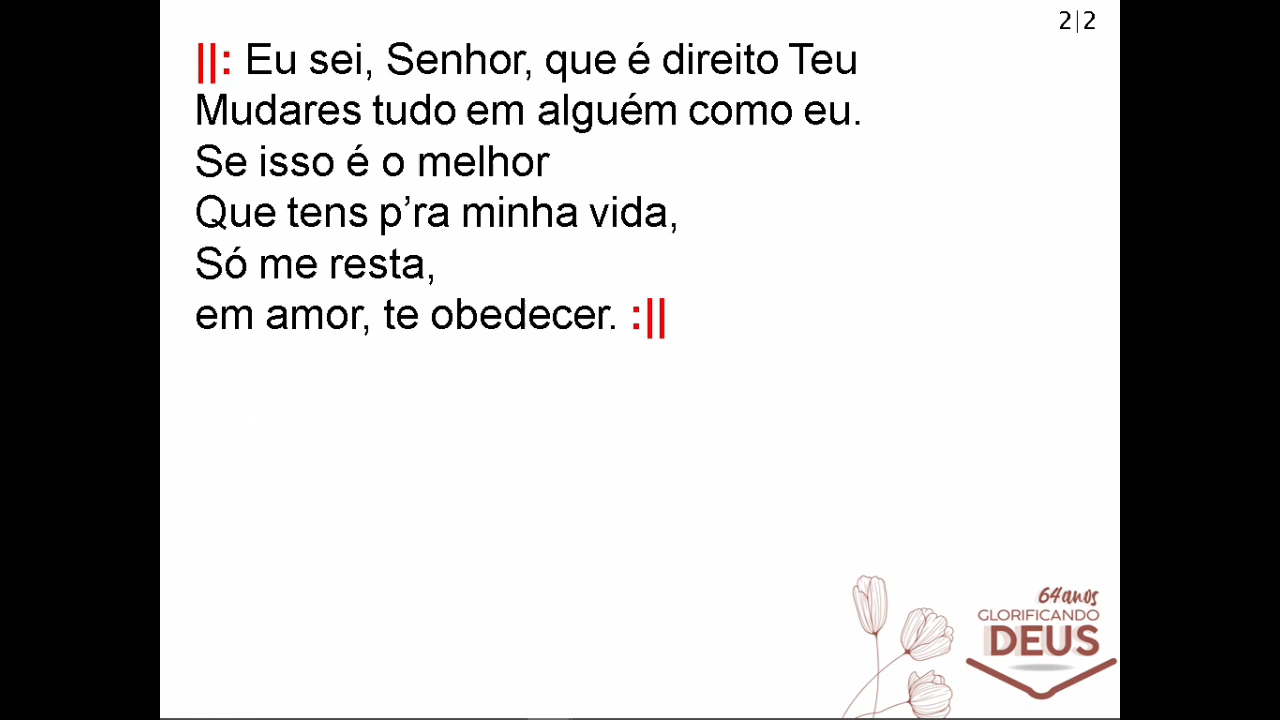 2|2
||: Eu sei, Senhor, que é direito Teu
Mudares tudo em alguém como eu.
Se isso é o melhor
Que tens p’ra minha vida,
Só me resta,
em amor, te obedecer. :||
64anos
GLORIFICANDO
DEUS